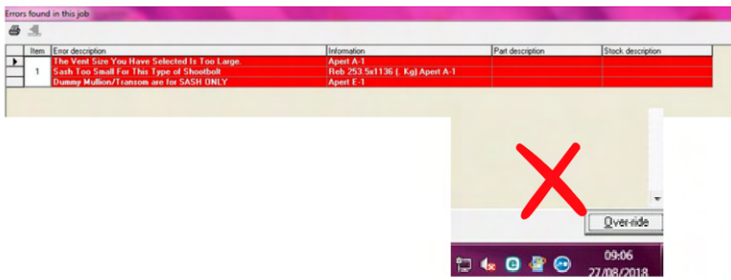 Errors found in this job
Item Error description Information Part description Stock description
The Vent Size You Have Selected Is Too Large. Apert A-1
1 Sash Too Small For This Type of Shootbolt Reb 253.5x1136 (. Kg) Apert A-1
Dummy Mullion/Transom are for SASH ONLY Apert E-1
Over-ride
09:06
27/08/2018